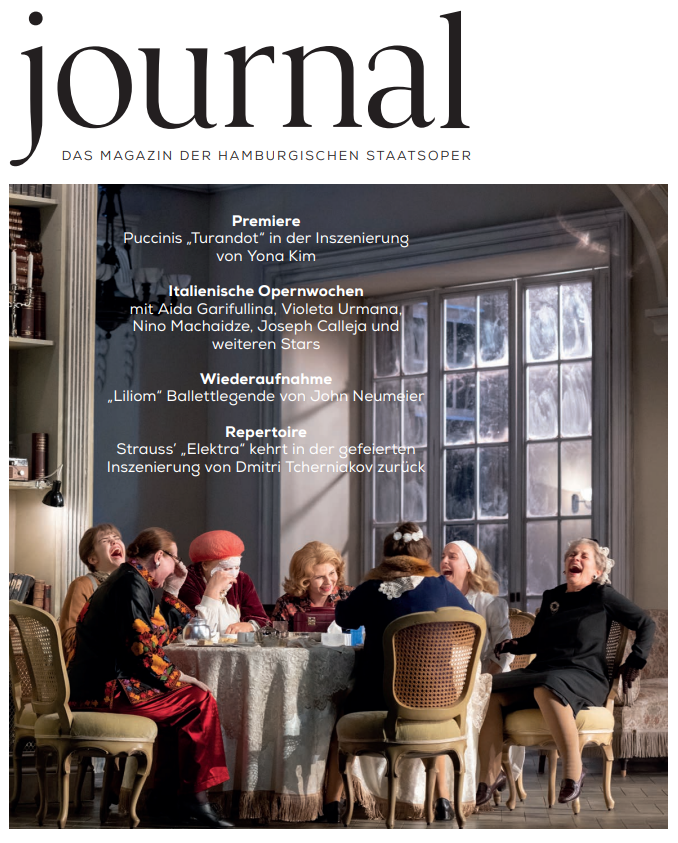 journal
DAS MAGAZIN DER HAMBURGISCHEN STAATSOPER
Premiere
Puccinis „Turandot“ in der Inszenierung
von Yona Kim
Italienische Opernwochen
mit Aida Garifullina, Violeta Urmana,
Nino Machaidze, Joseph Calleja und
weiteren Stars
Wiederaufnahme
„Liliom“ Ballettlegende von John Neumeier
Repertoire
Strauss’ „Elektra“ kehrt in der gefeierten
Inszenierung von Dmitri Tcherniakov zurück